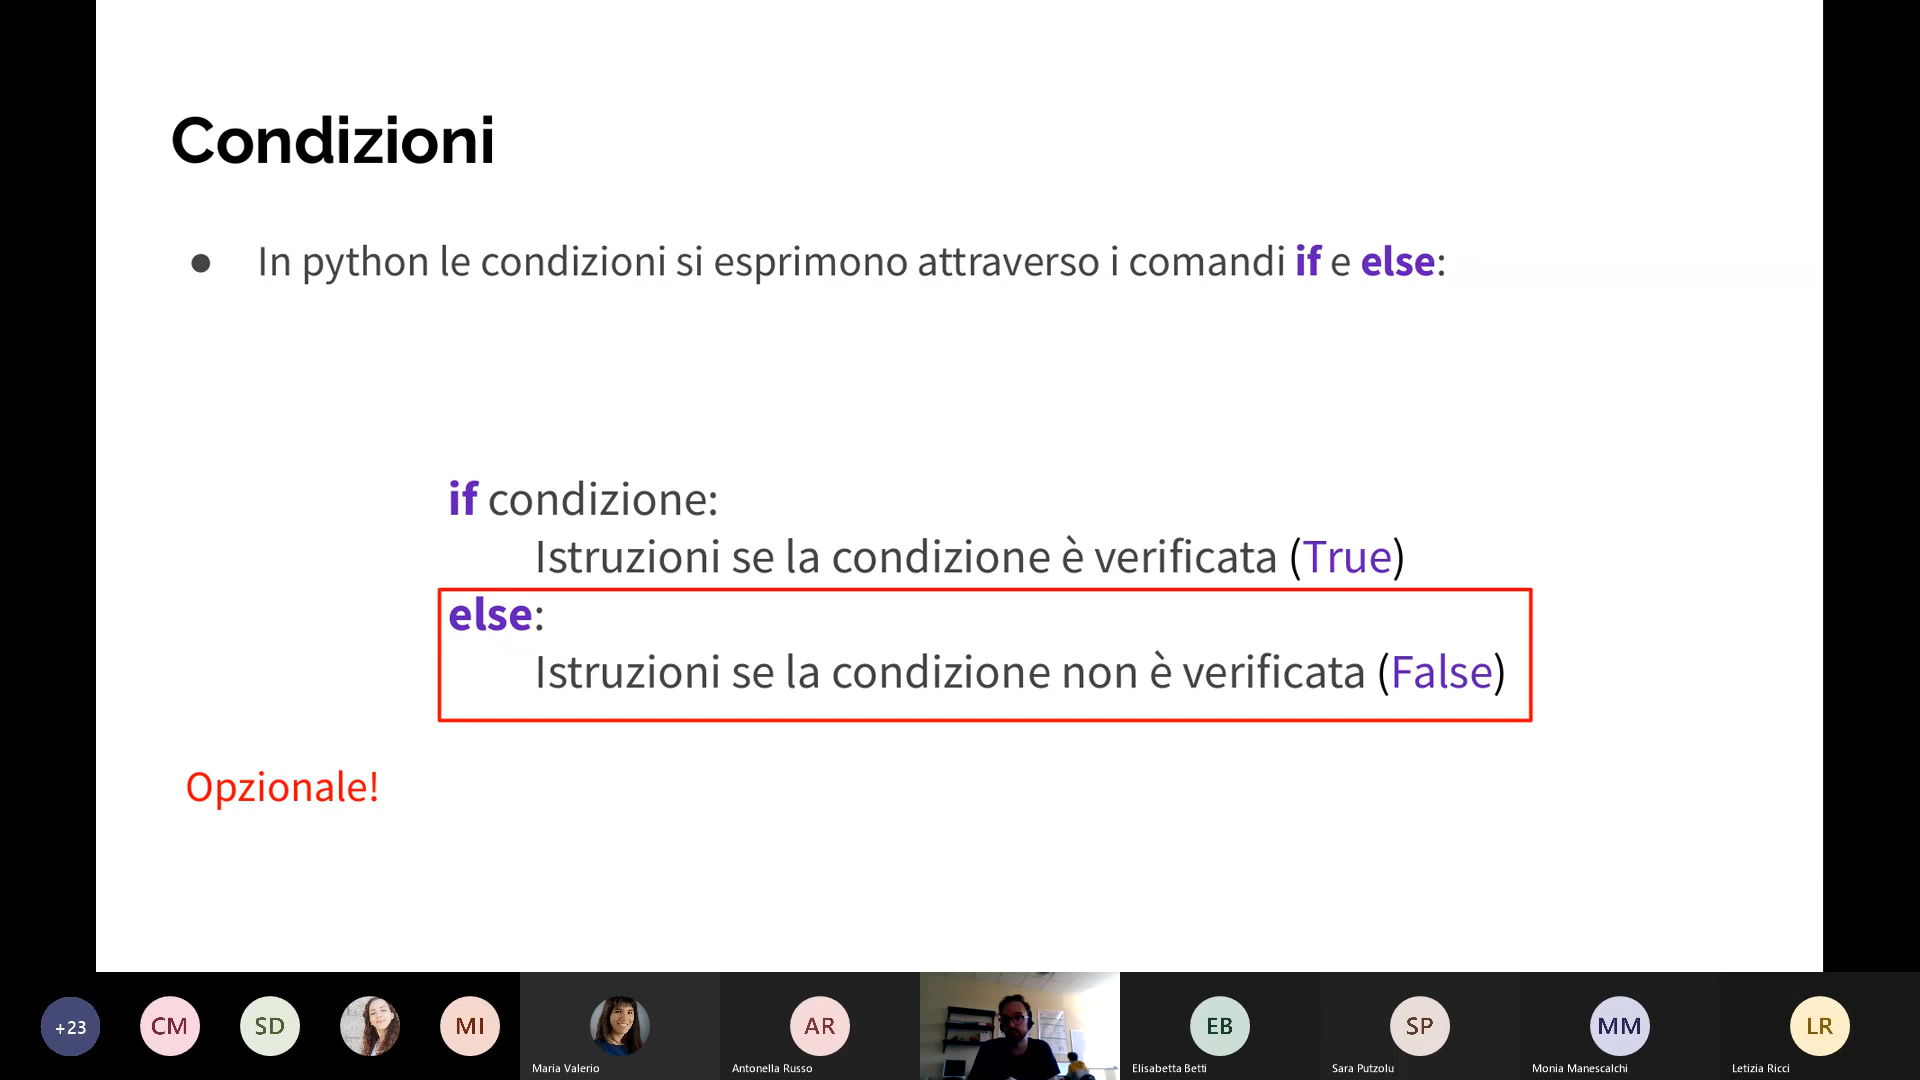 Condizioni
● In python le condizioni si esprimono attraverso i comandi if e else:
if condizione:
Istruzioni se la condizione è verificata (True)
else:
Istruzioni se la condizione non è verificata (False)
Opzionale!
+23
CM
SD
MI
Maria Valerio
AR
Antonella Russo
EB
Elisabetta Betti
SP
Sara Putzolu
MM
Monia Manescalchi
LR
Letizia Ricci